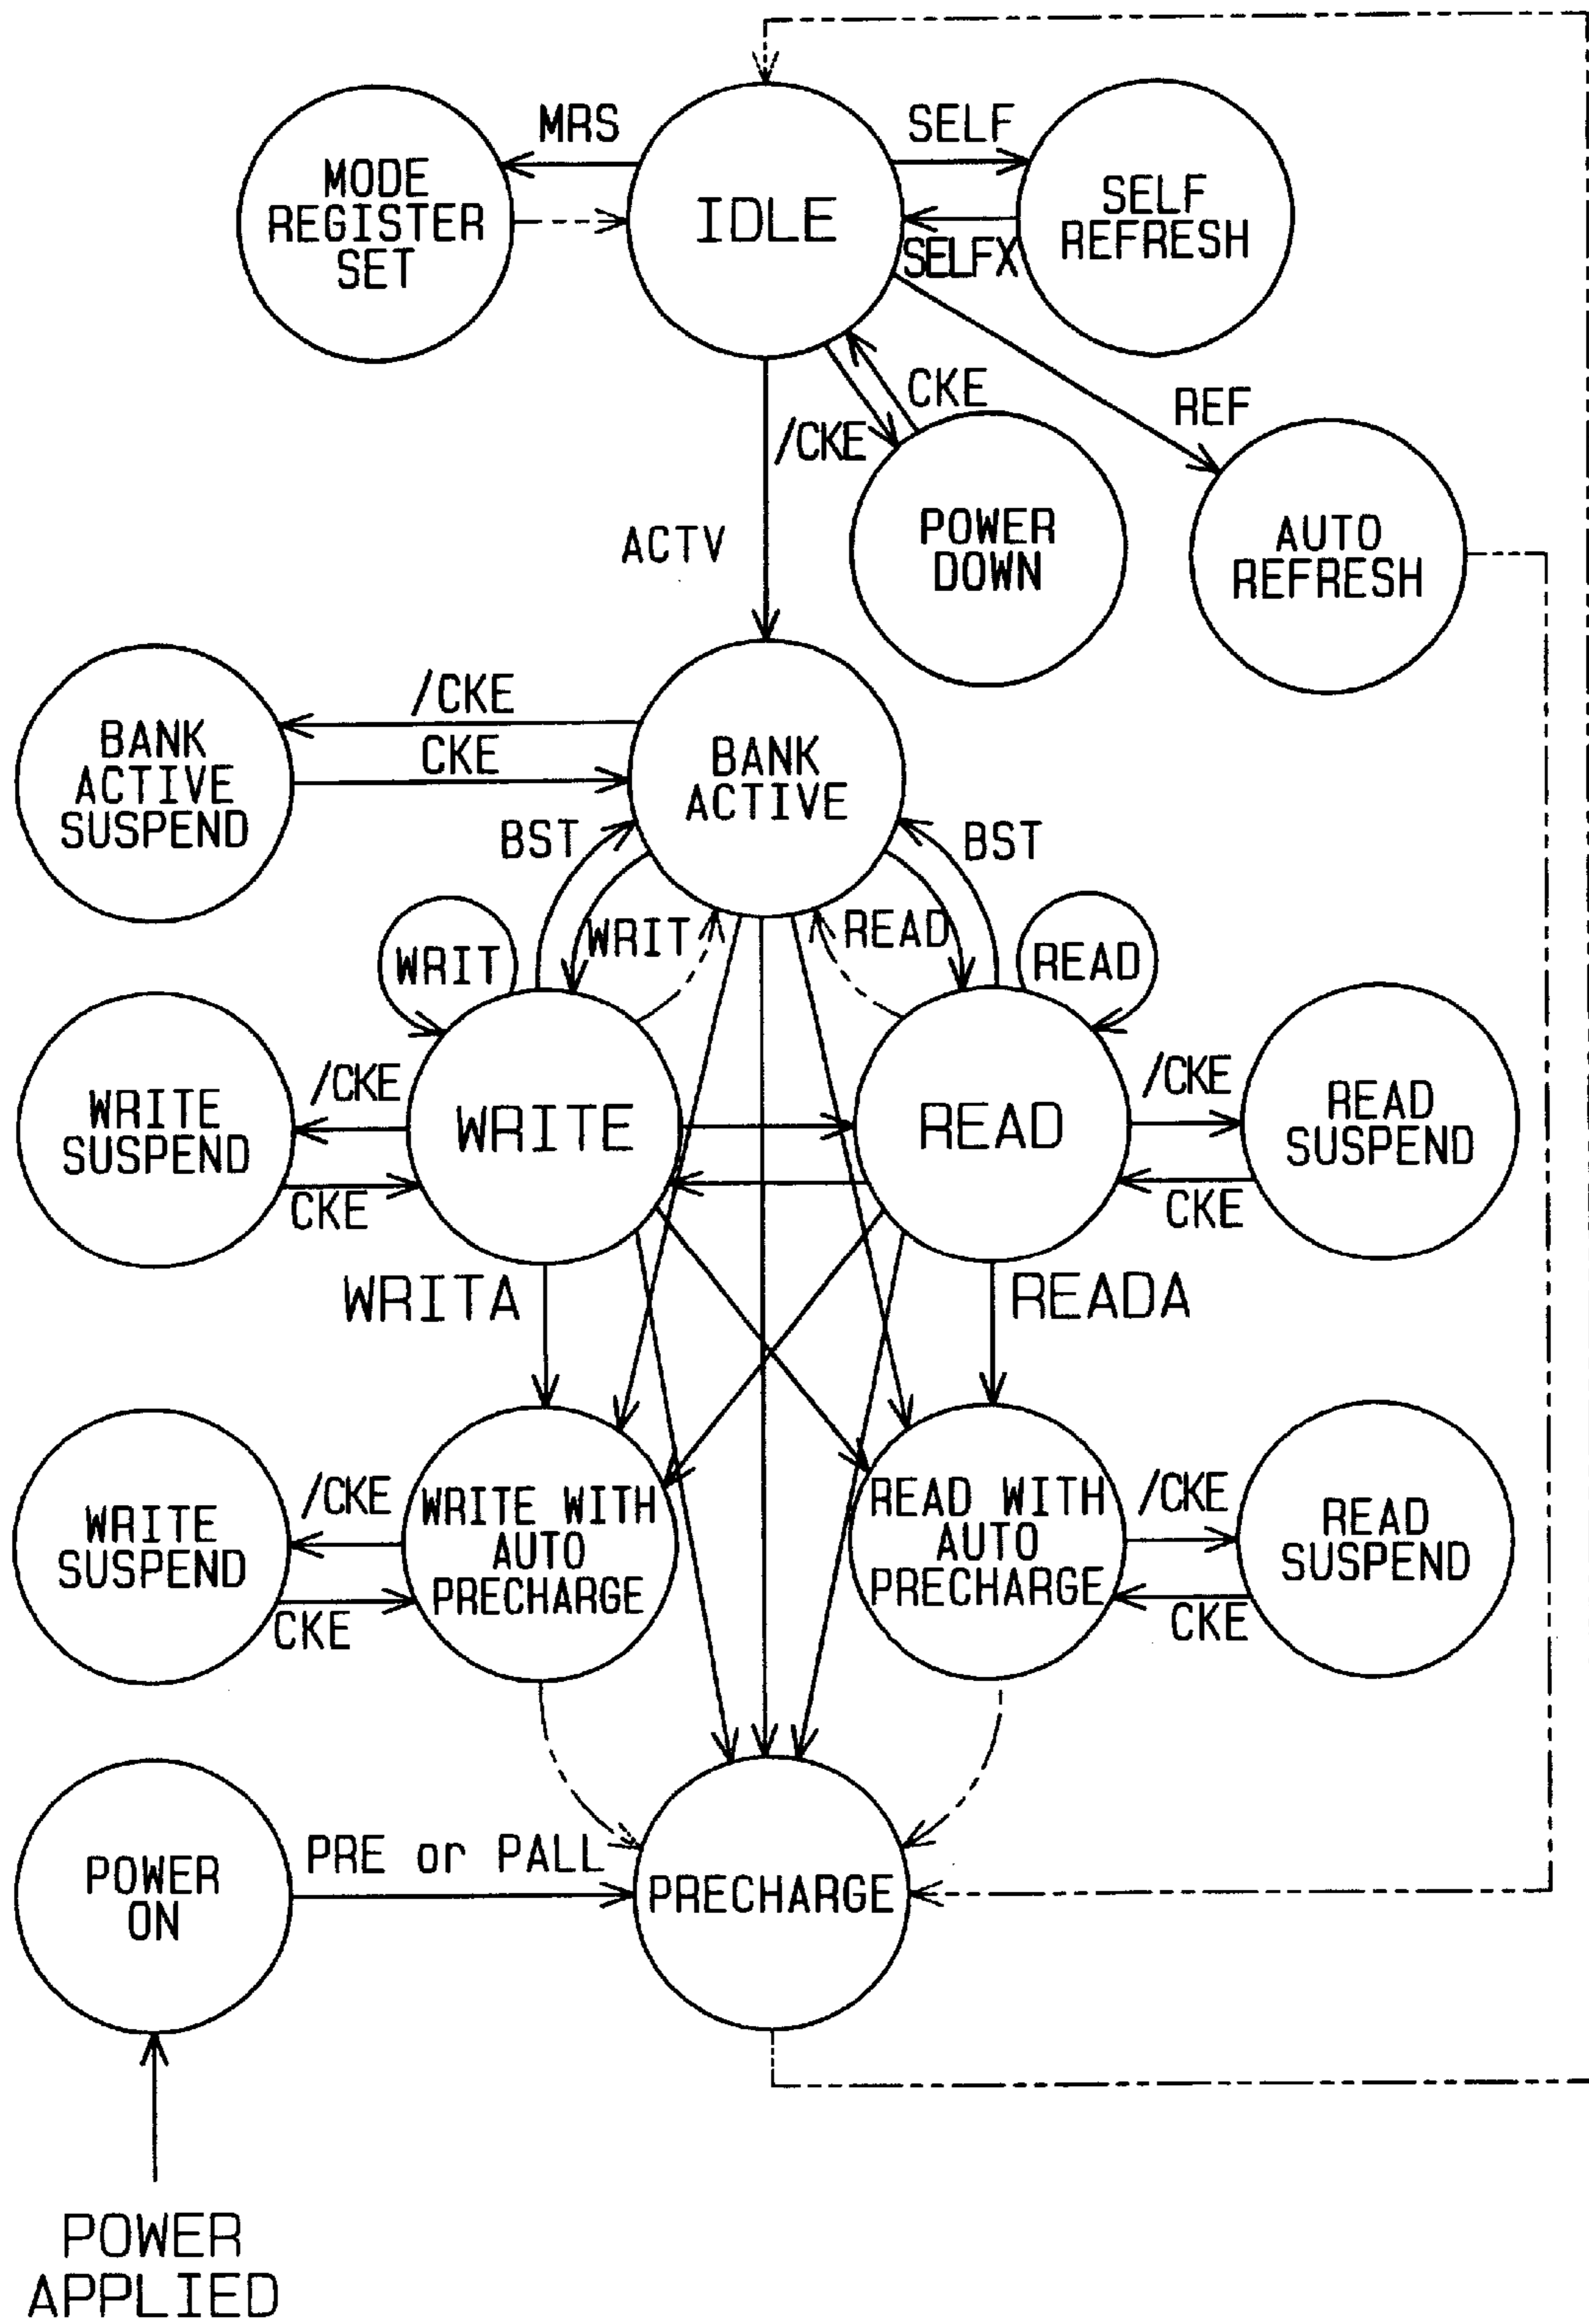 MRS
SELF
MODE
REGISTER
SET
IDLE
SELF
REFRESH
SELFX
CKE
/CKE
REF
ACTV
POWER
DOWN
AUTO
REFRESH
/CKE
CKE
BANK
ACTIVE
SUSPEND
BANK
ACTIVE
BST
BST
WRIT
WRIT
READ
READ
WRITE
SUSPEND
/CKE
CKE
WRITE
READ
/CKE
CKE
READ
SUSPEND
WRITA
READA
WRITE
SUSPEND
/CKE
CKE
WRITE WITH
AUTO
PRECHARGE
READ WITH
AUTO
PRECHARGE
/CKE
CKE
READ
SUSPEND
POWER
ON
PRE or PALL
PRECHARGE
POWER
APPLIED